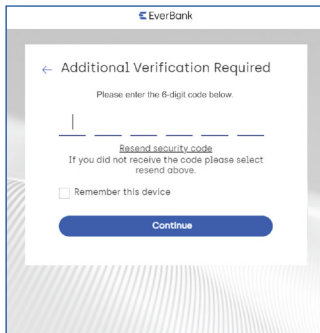 EverBank
← Additional Verification Required
Please enter the 6-digit code below.
Resend security code
If you did not receive the code please select
resend above.
Remember this device
Continue